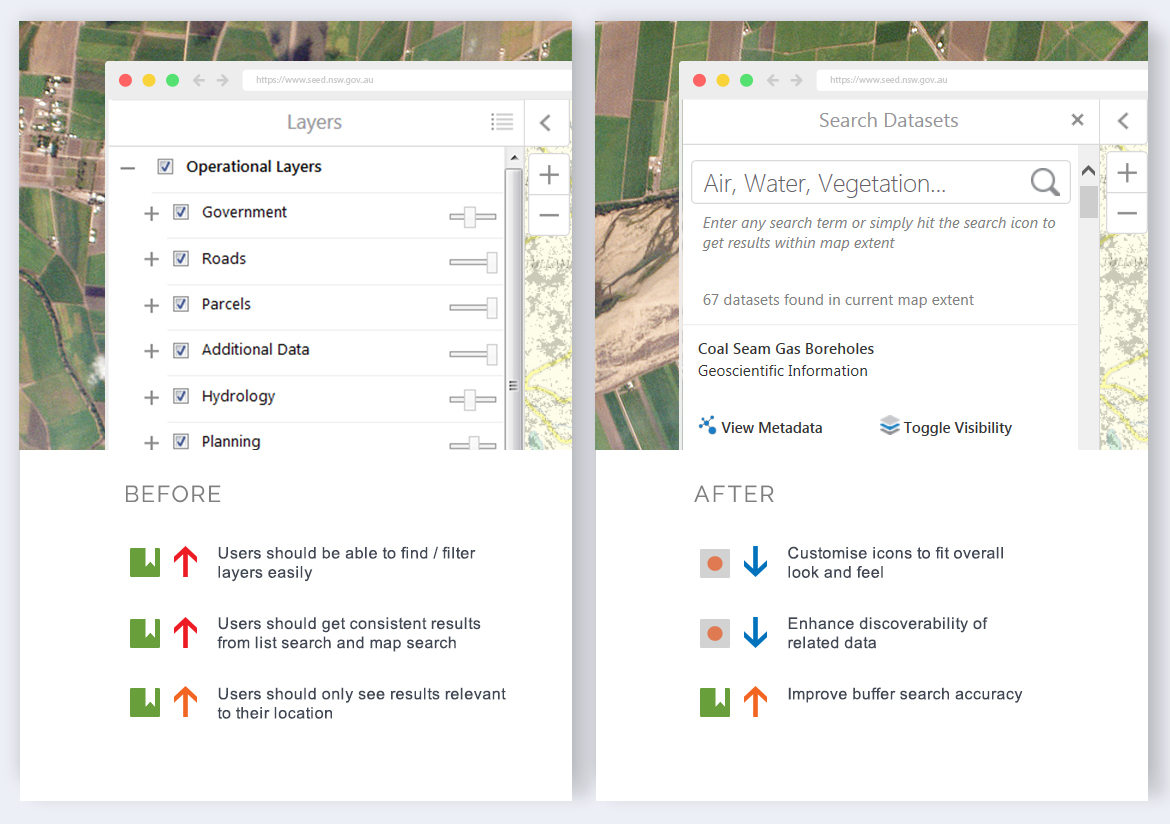 https://www.seed.nsw.gov.au
Layers
Operational Layers
Government
Roads
Parcels
Additional Data
Hydrology
Planning
BEFORE
Users should be able to find / filter
layers easily
Users should get consistent results
from list search and map search
Users should only see results relevant
to their location
https://www.seed.nsw.gov.au
Search Datasets
Air, Water, Vegetation...
Enter any search term or simply hit the search icon to
get results within map extent
67 datasets found in current map extent
Coal Seam Gas Boreholes
Geoscientific Information
View Metadata
Toggle Visibility
AFTER
Customise icons to fit overall
look and feel
Enhance discoverability of
related data
Improve buffer search accuracy